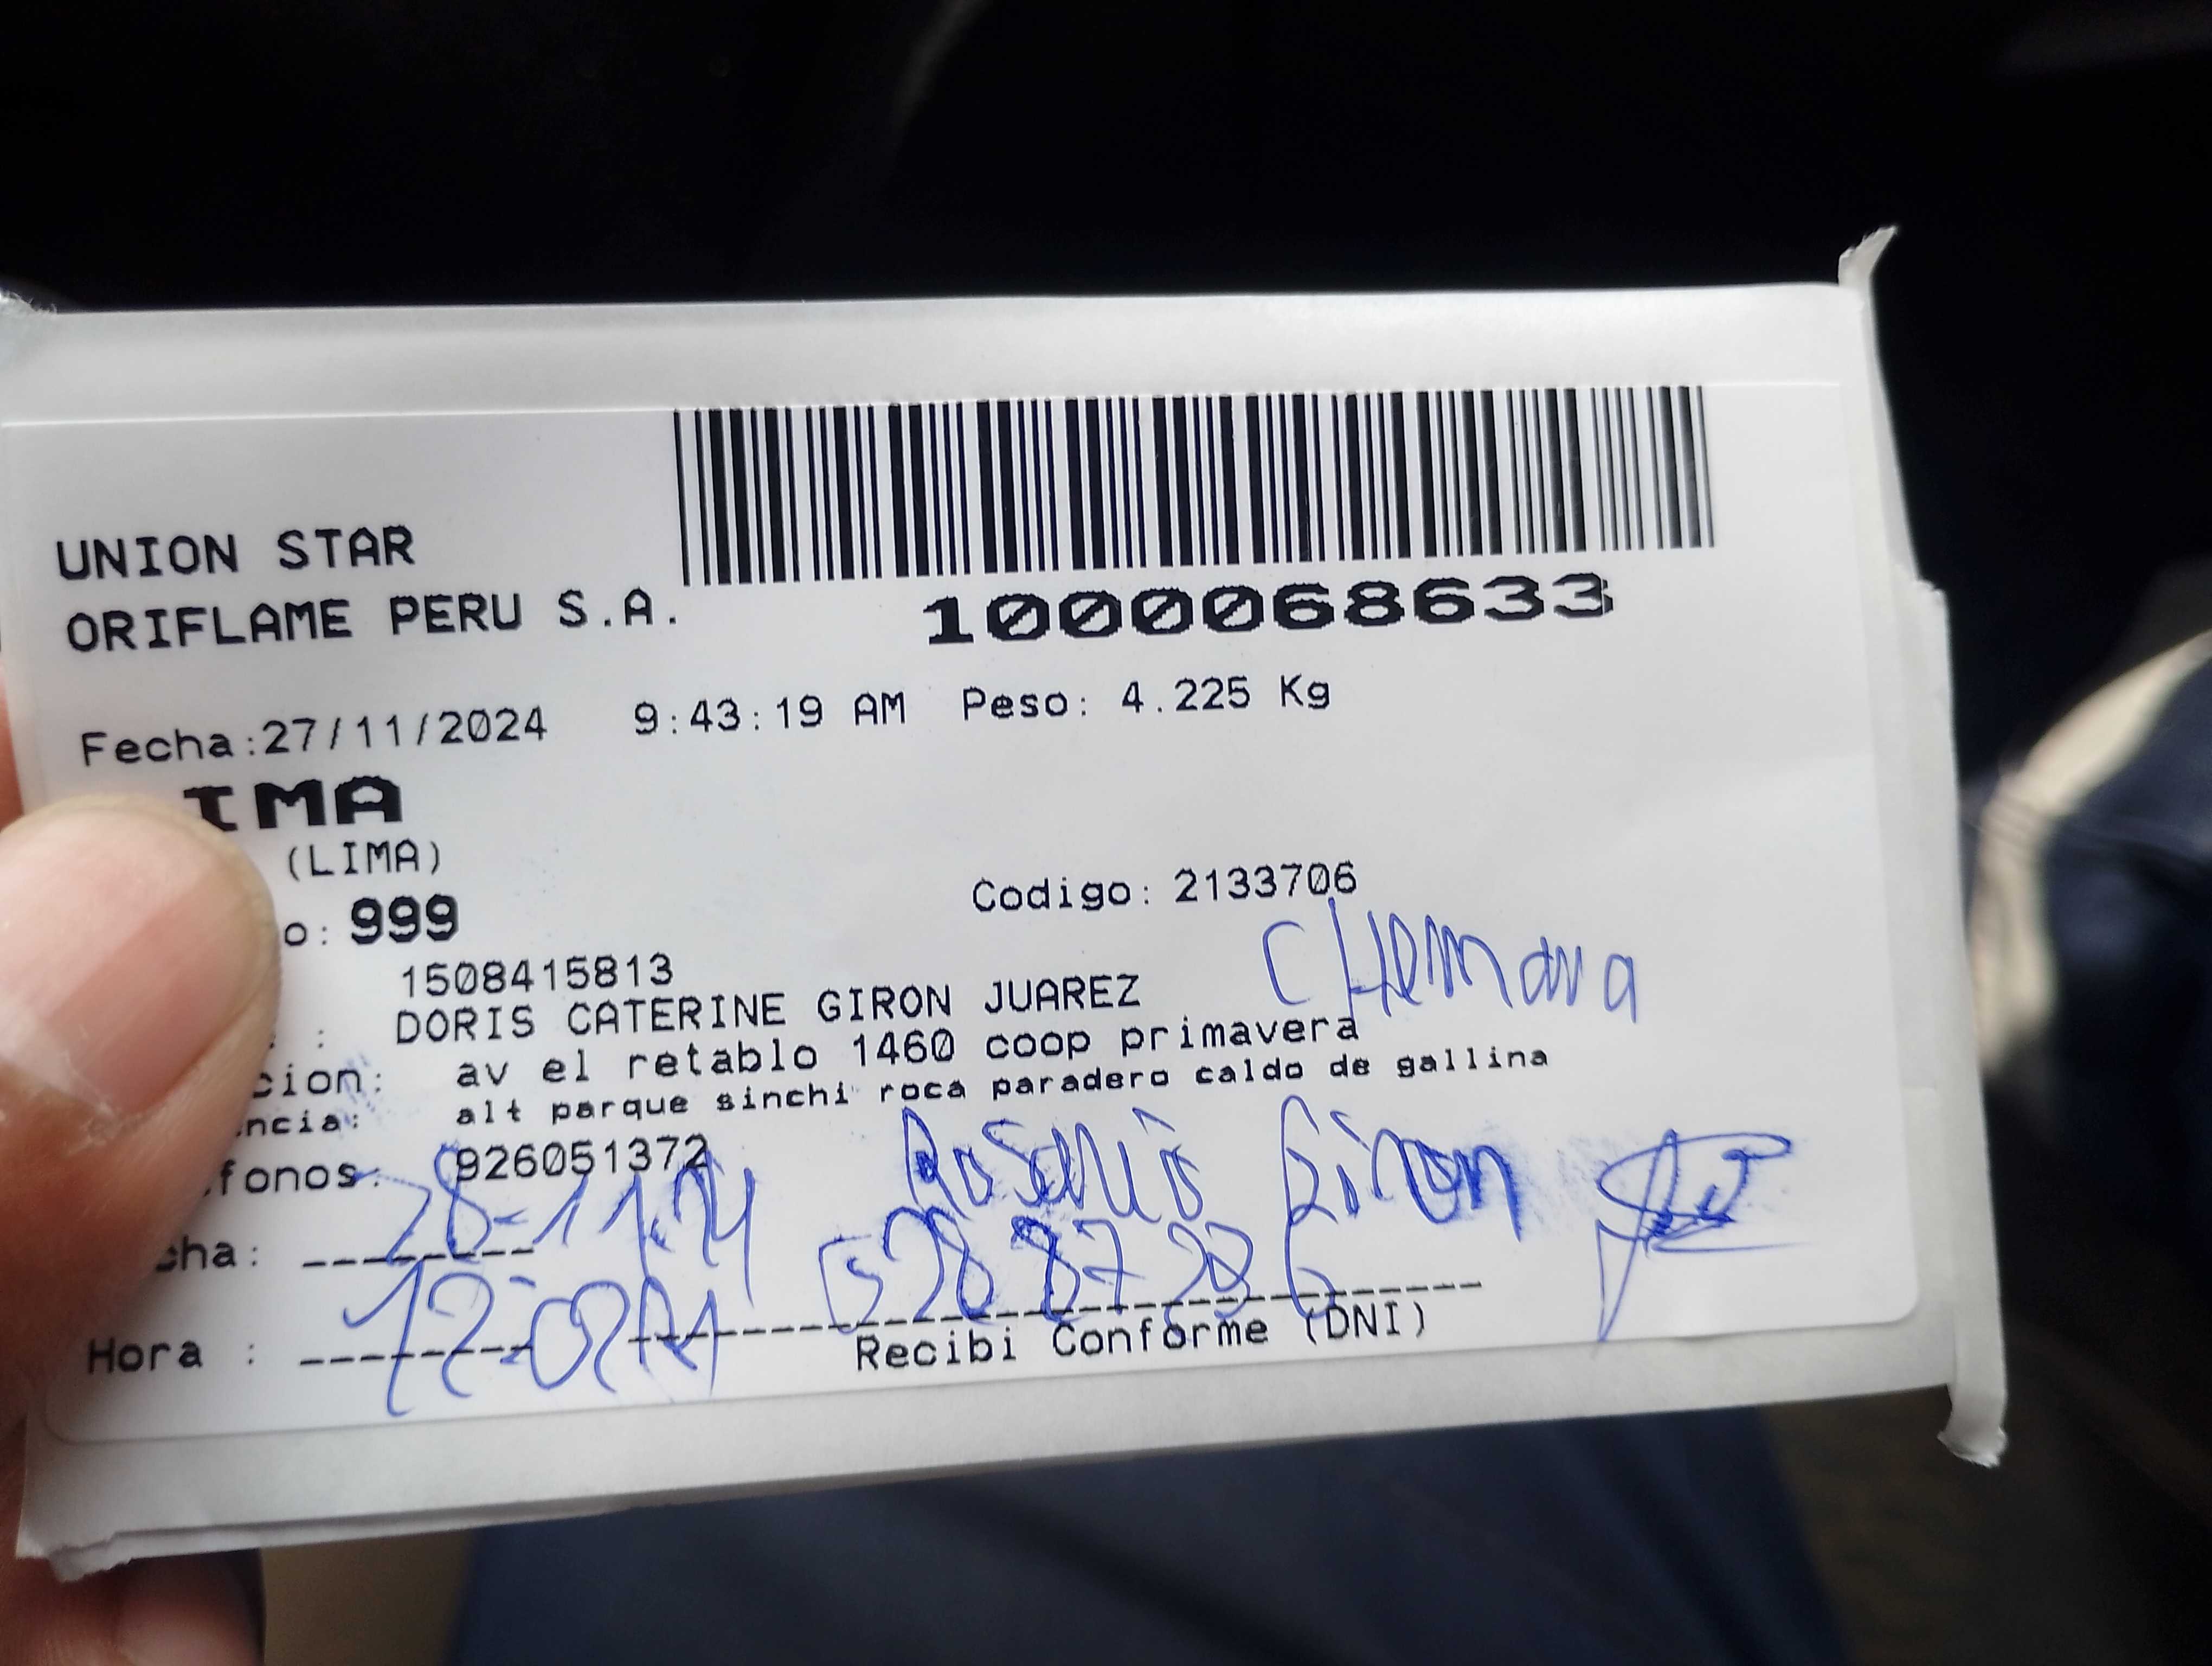 UNION STAR
ORIFLAME PERU S.A.
1000068633
Fecha:27/11/2024 9:43:19 AM Peso: 4.225 Kg
IMA
(LIMA)
o: 999 Codigo: 2133706
1508415813
: DORIS CATERINE GIRON JUAREZ
cion: av el retablo 1460 coop primavera
ncia: alt parque sinchi roca paradero caldo de gallina
fonos: 926051372
Rosario Giron
cha: 28-11-24
Hora :
Recibi Conforme (DNI)